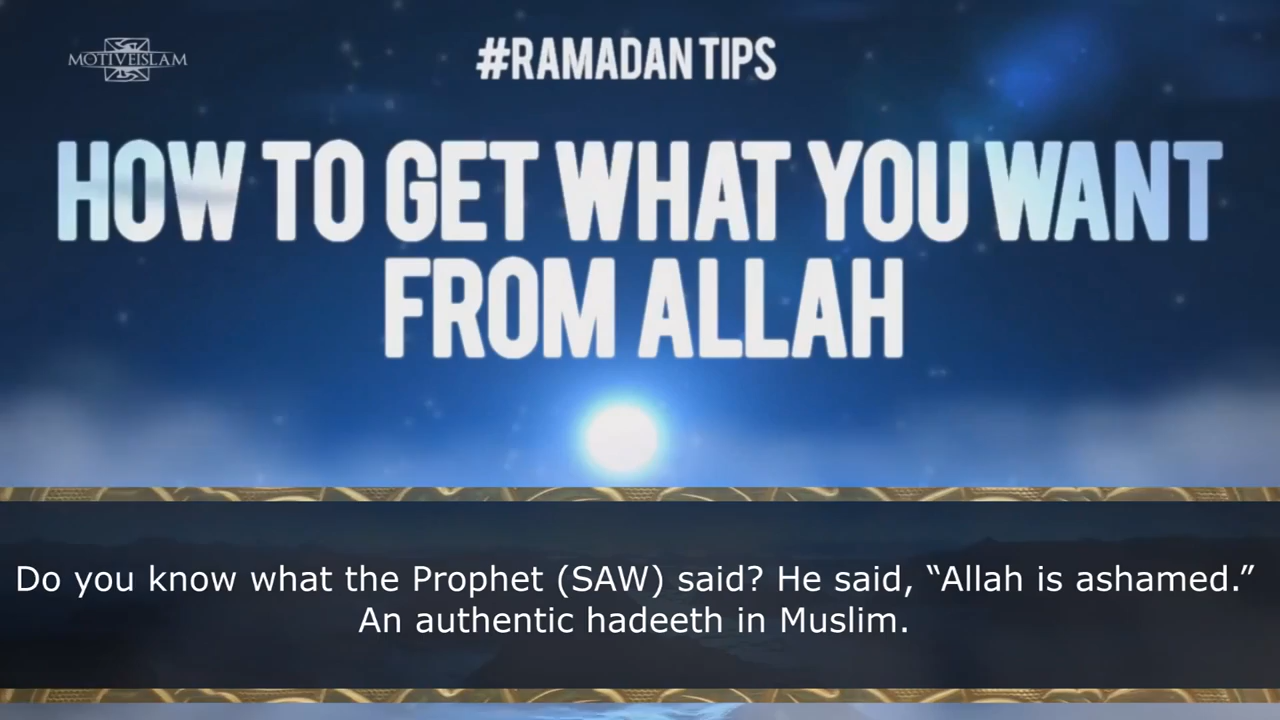 MOTIVEISLAM
#RAMADAN TIPS
HOW TO GET WHAT YOU WANT
FROM ALLAH
Do you know what the Prophet (SAW) said? He said, “Allah is ashamed.”
An authentic hadeeth in Muslim.